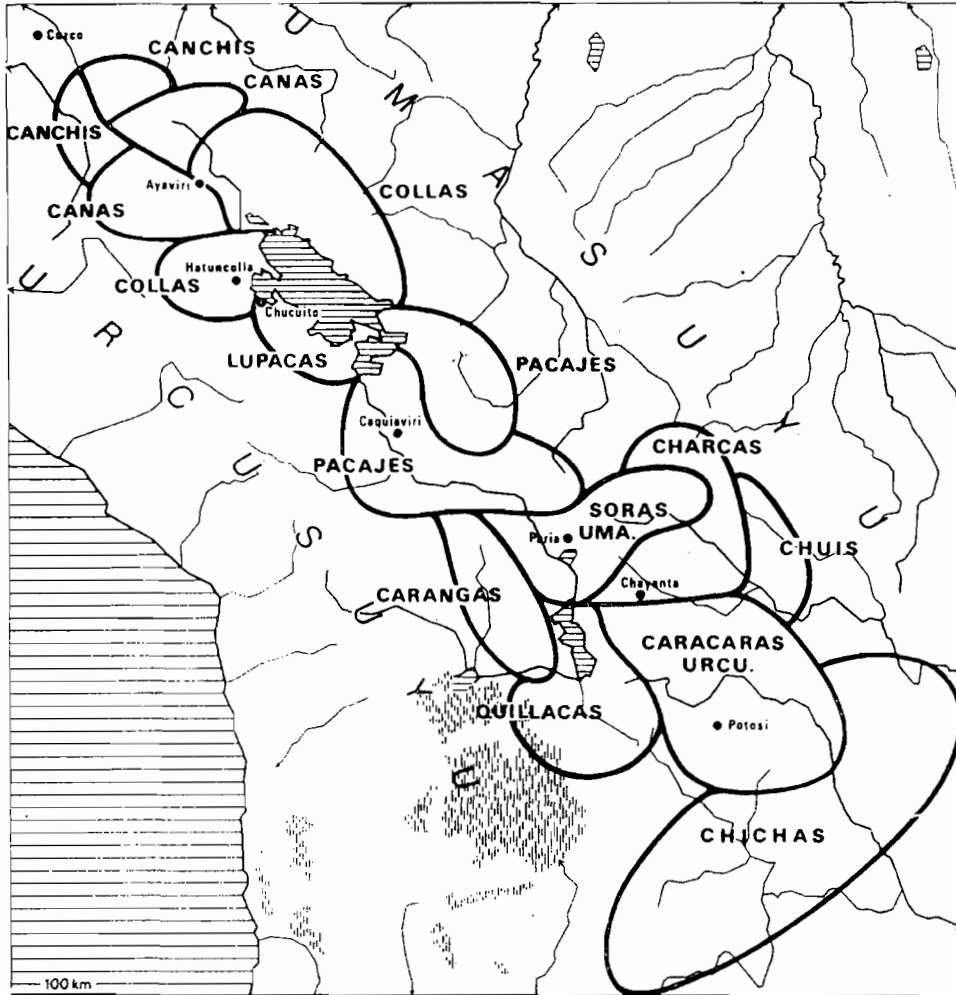 Cuzco
CANCHIS
CANAS
CANCHIS
Ayaviri
COLLAS
CANAS
Hatuncolla
COLLAS
Chucuito
LUPACAS
PACAJES
Caquiaviri
PACAJES
CHARCAS
SORAS
UMA.
Paria
CHUIS
Chayanta
CARANGAS
CARACARAS
URCU.
QUILLACAS
Potosi
CHICHAS
UMASUYU
URCUSUYU
100 km